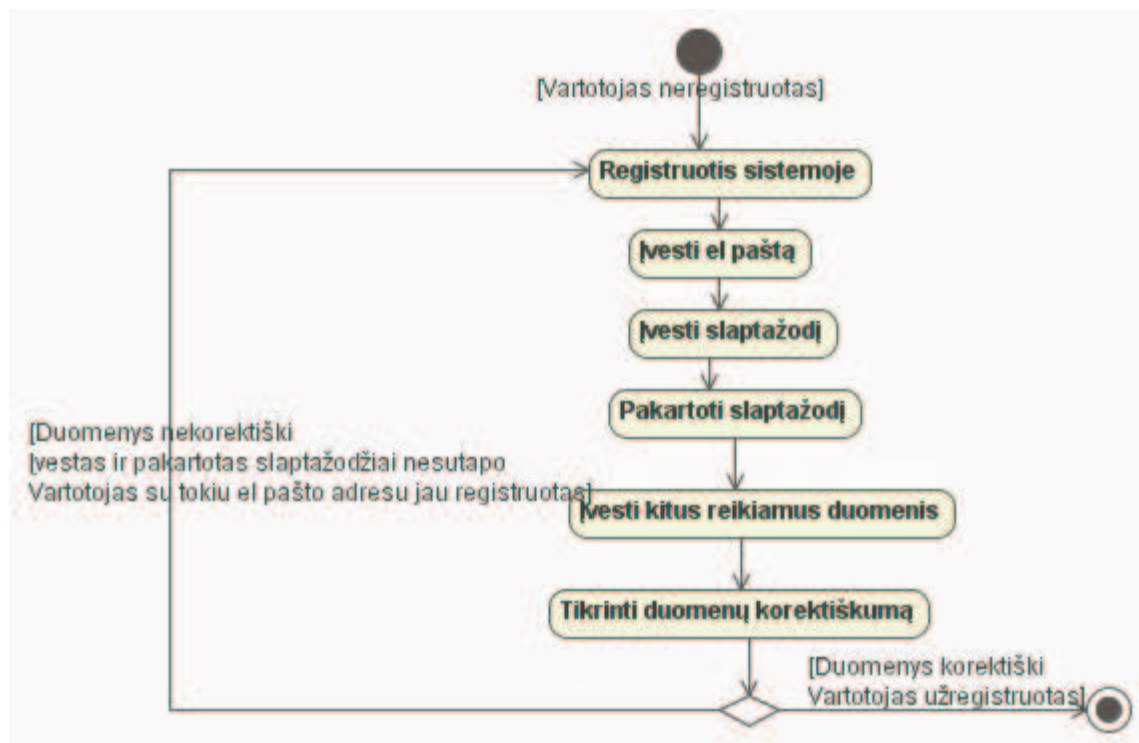 [Vartotojas neregistruotas]
Registruotis sistemoje
Įvesti el paštą
Įvesti slaptažodį
Pakartoti slaptažodį
[Duomenys nekorektiški
Įvestas ir pakartotas slaptažodžiai nesutapo
Vartotojas su tokiu el pašto adresu jau registruotas]
Įvesti kitus reikiamus duomenis
Tikrinti duomenų korektiškumą
[Duomenys korektiški
Vartotojas užregistruotas]